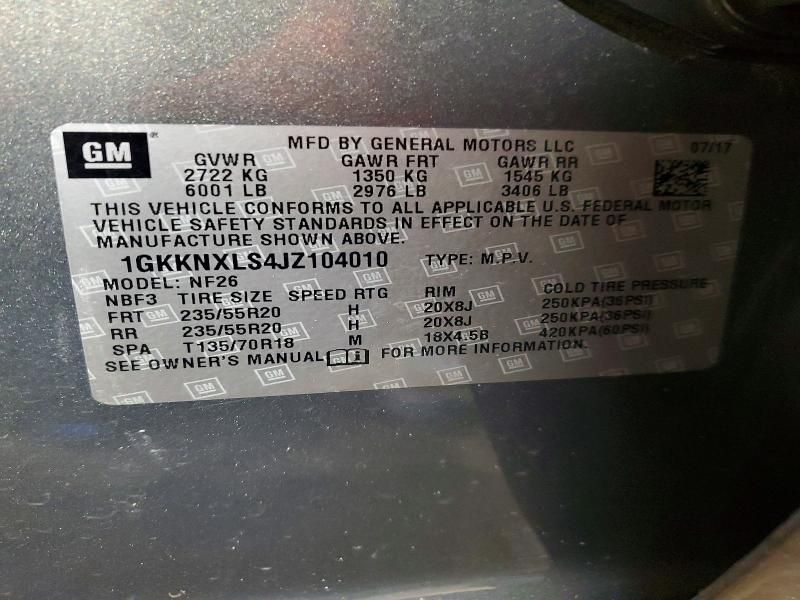 GM
MFD BY GENERAL MOTORS LLC 07/17
GVWR GAWR FRT GAWR RR
2722 KG 1350 KG 1545 KG
6001 LB 2976 LB 3406 LB
THIS VEHICLE CONFORMS TO ALL APPLICABLE U.S. FEDERAL MOTOR
VEHICLE SAFETY STANDARDS IN EFFECT ON THE DATE OF
MANUFACTURE SHOWN ABOVE.
1GKKNXLS4JZ104010 TYPE: M.P.V.
MODEL: NF26
NBF3 TIRE SIZE SPEED RTG RIM COLD TIRE PRESSURE
FRT 235/55R20 H 20X8J 250KPA(36PSI)
RR 235/55R20 H 20X8J 250KPA(36PSI)
SPA T135/70R18 M 18X4.5B 420KPA(60PSI)
SEE OWNER'S MANUAL i FOR MORE INFORMATION.